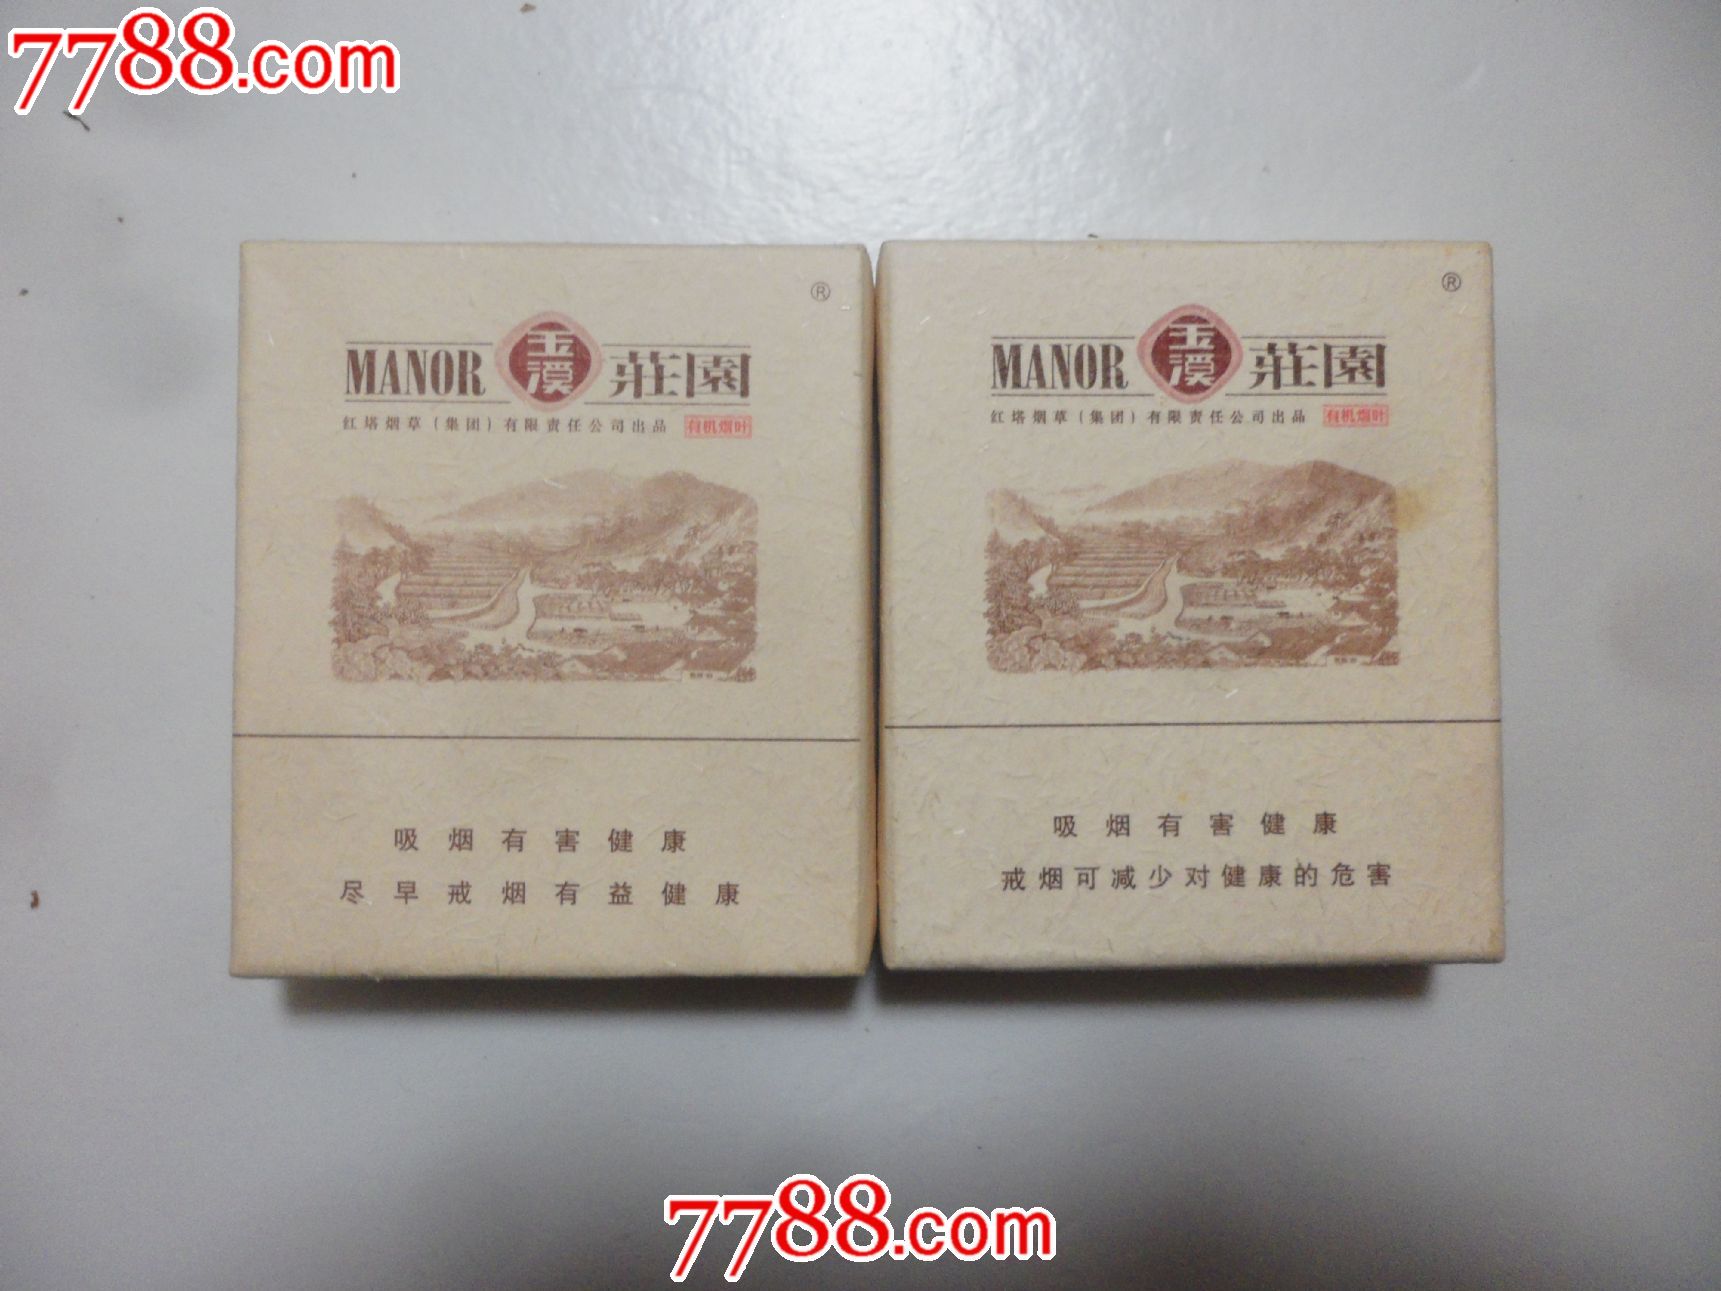 7788.com
®
MANOR 玉溪 莊園
红塔烟草(集团)有限责任公司出品 有机烟叶
吸烟有害健康
尽早戒烟有益健康
®
MANOR 玉溪 莊園
红塔烟草(集团)有限责任公司出品 有机烟叶
吸烟有害健康
戒烟可减少对健康的危害
7788.com